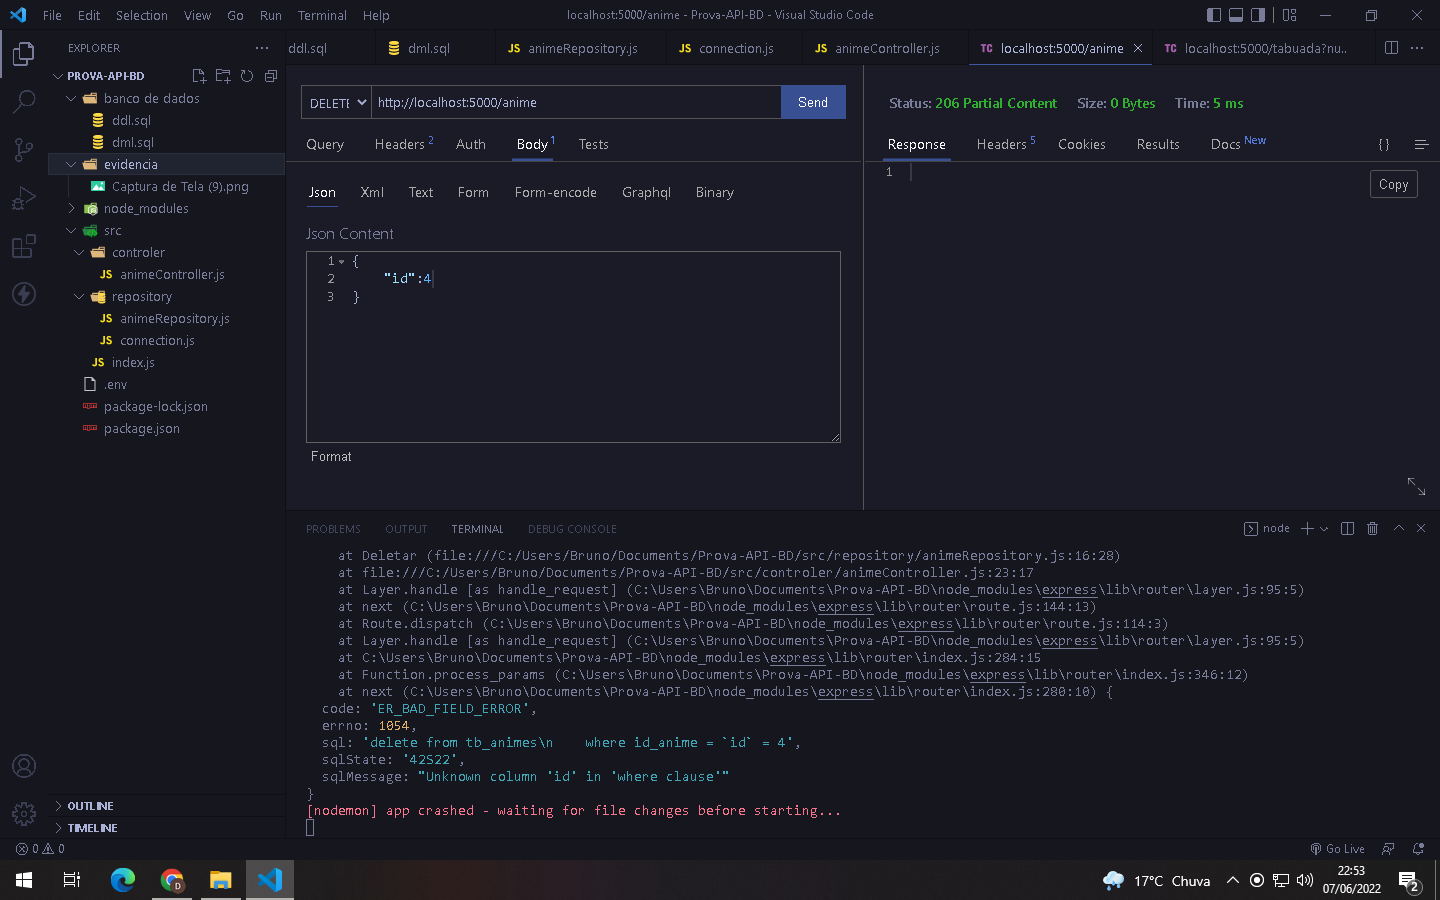 File Edit Selection View Go Run Terminal Help
localhost:5000/anime - Prova-API-BD - Visual Studio Code
EXPLORER
PROVA-API-BD
banco de dados
ddl.sql
dml.sql
evidencia
Captura de Tela (9).png
node_modules
src
controler
animeController.js
repository
animeRepository.js
connection.js
index.js
.env
package-lock.json
package.json
OUTLINE
TIMELINE
ddl.sql dml.sql JS animeRepository.js JS connection.js JS animeController.js TC localhost:5000/anime TC localhost:5000/tabuada?nu..
DELETE http://localhost:5000/anime Send
Query Headers 2 Auth Body 1 Tests
Json Xml Text Form Form-encode Graphql Binary
Json Content
1 {
2 "id":4
3 }
Format
Status: 206 Partial Content Size: 0 Bytes Time: 5 ms
Response Headers 5 Cookies Results Docs New {}
1
Copy
PROBLEMS OUTPUT TERMINAL DEBUG CONSOLE
node
at Deletar (file:///C:/Users/Bruno/Documents/Prova-API-BD/src/repository/animeRepository.js:16:28)
at file:///C:/Users/Bruno/Documents/Prova-API-BD/src/controler/animeController.js:23:17
at Layer.handle [as handle_request] (C:\Users\Bruno\Documents\Prova-API-BD\node_modules\express\lib\router\layer.js:95:5)
at next (C:\Users\Bruno\Documents\Prova-API-BD\node_modules\express\lib\router\route.js:144:13)
at Route.dispatch (C:\Users\Bruno\Documents\Prova-API-BD\node_modules\express\lib\router\route.js:114:3)
at Layer.handle [as handle_request] (C:\Users\Bruno\Documents\Prova-API-BD\node_modules\express\lib\router\layer.js:95:5)
at C:\Users\Bruno\Documents\Prova-API-BD\node_modules\express\lib\router\index.js:284:15
at Function.process_params (C:\Users\Bruno\Documents\Prova-API-BD\node_modules\express\lib\router\index.js:346:12)
at next (C:\Users\Bruno\Documents\Prova-API-BD\node_modules\express\lib\router\index.js:280:10) {
code: 'ER_BAD_FIELD_ERROR',
errno: 1054,
sql: 'delete from tb_animes\n    where id_anime = `id` = 4',
sqlState: '42S22',
sqlMessage: "Unknown column 'id' in 'where clause'"
}
[nodemon] app crashed - waiting for file changes before starting...
0 0
Go Live
17°C Chuva
22:53
07/06/2022
2